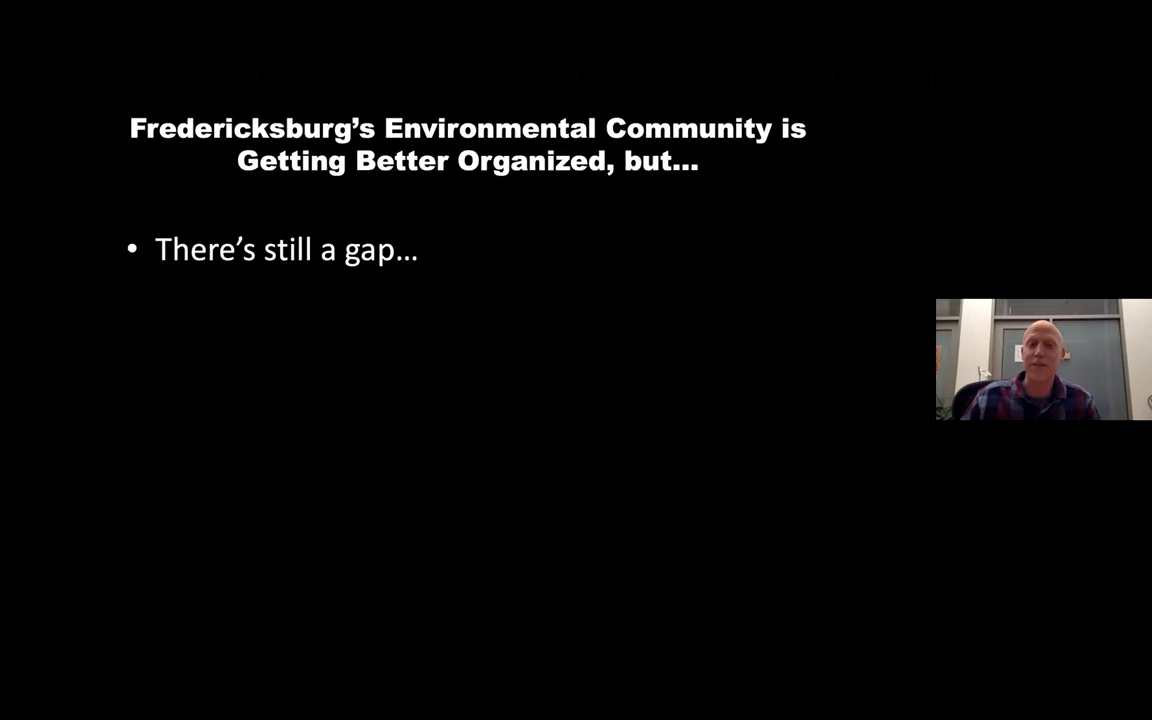 Fredericksburg’s Environmental Community is
Getting Better Organized, but…
• There’s still a gap…